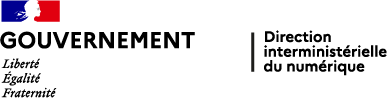 GOUVERNEMENT
Liberté
Égalité
Fraternité
Direction
interministérielle
du numérique